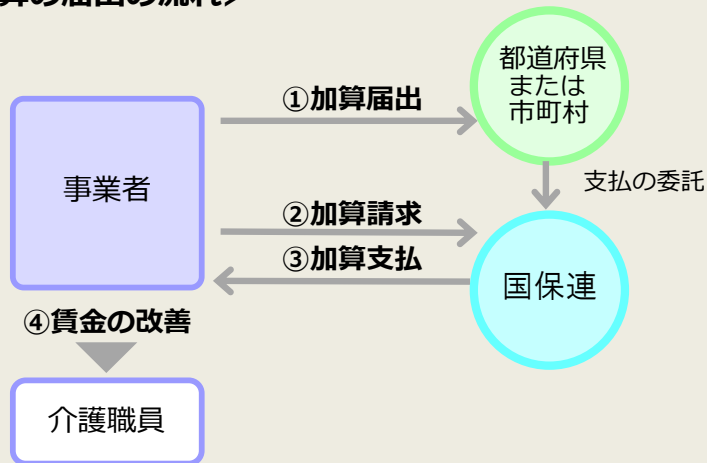 算の届出の流れ＞
都道府県
または
市町村
①加算届出
事業者
支払の委託
②加算請求
③加算支払
国保連
④賃金の改善
介護職員